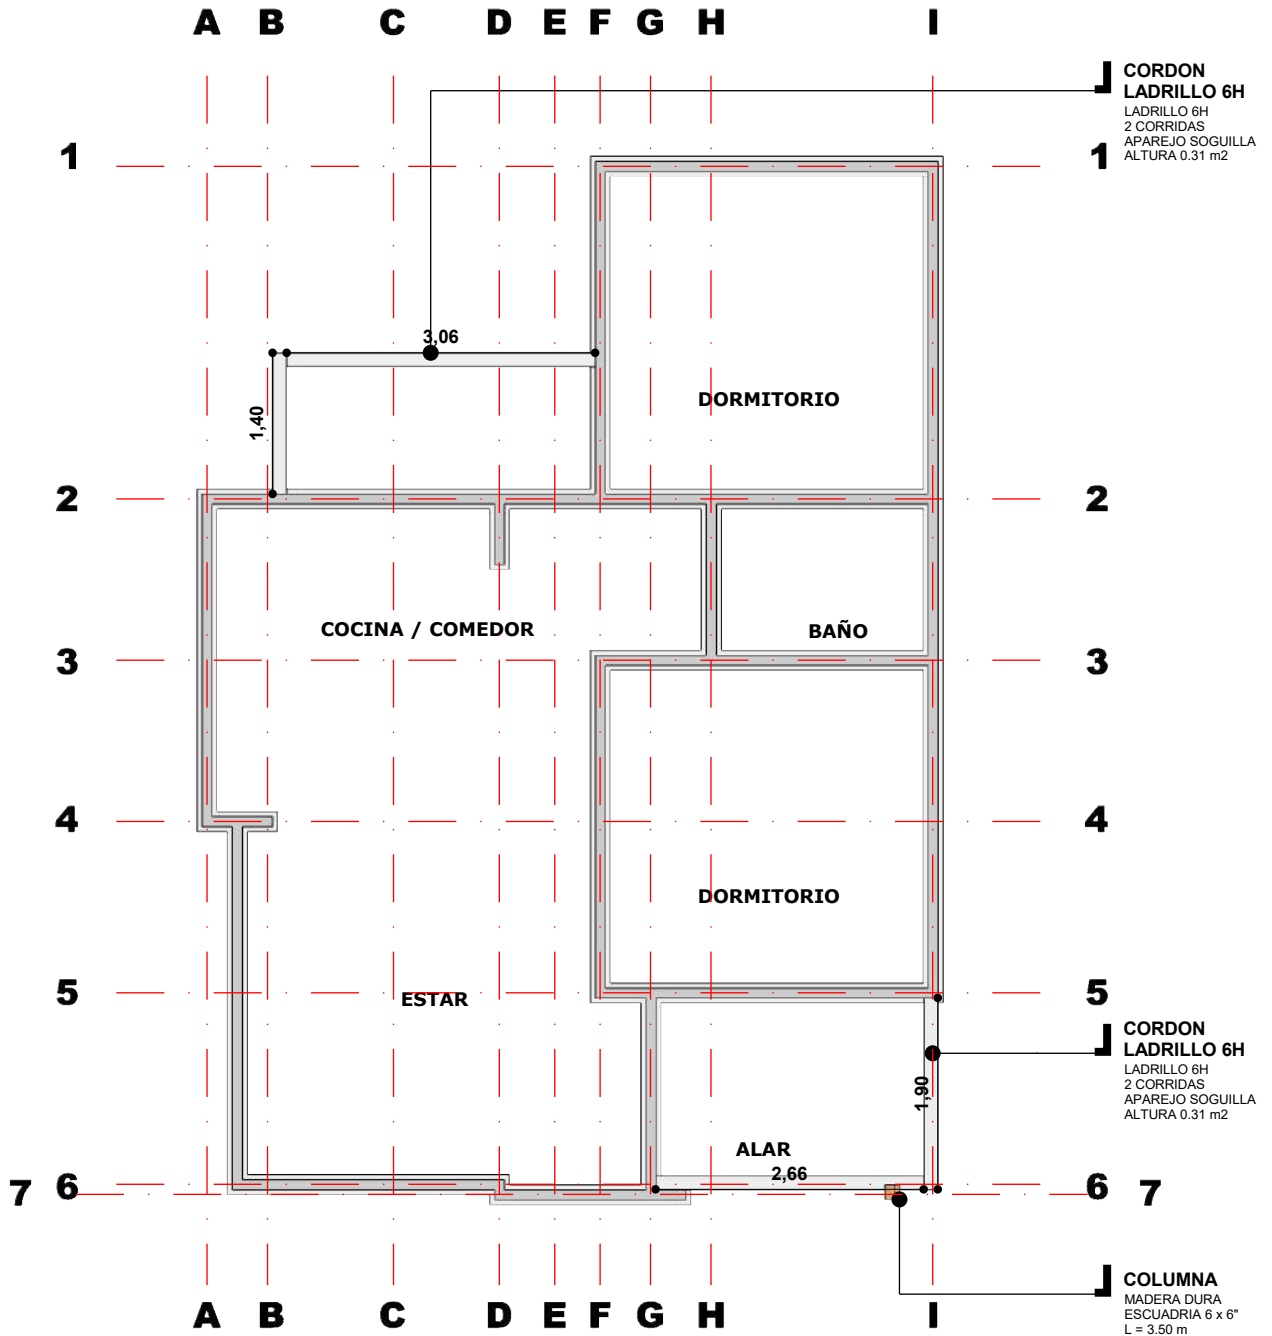 A B C D E F G H I
CORDON
LADRILLO 6H
LADRILLO 6H
2 CORRIDAS
APAREJO SOGUILLA
ALTURA 0.31 m2
1 1
3,06
DORMITORIO
1,40
2 2
COCINA / COMEDOR
BAÑO
3 3
4 4
DORMITORIO
5 5
ESTAR
CORDON
LADRILLO 6H
LADRILLO 6H
2 CORRIDAS
APAREJO SOGUILLA
ALTURA 0.31 m2
1,90
ALAR
2,66
7 6 6 7
COLUMNA
MADERA DURA
ESCUADRIA 6 x 6"
L = 3.50 m
A B C D E F G H I